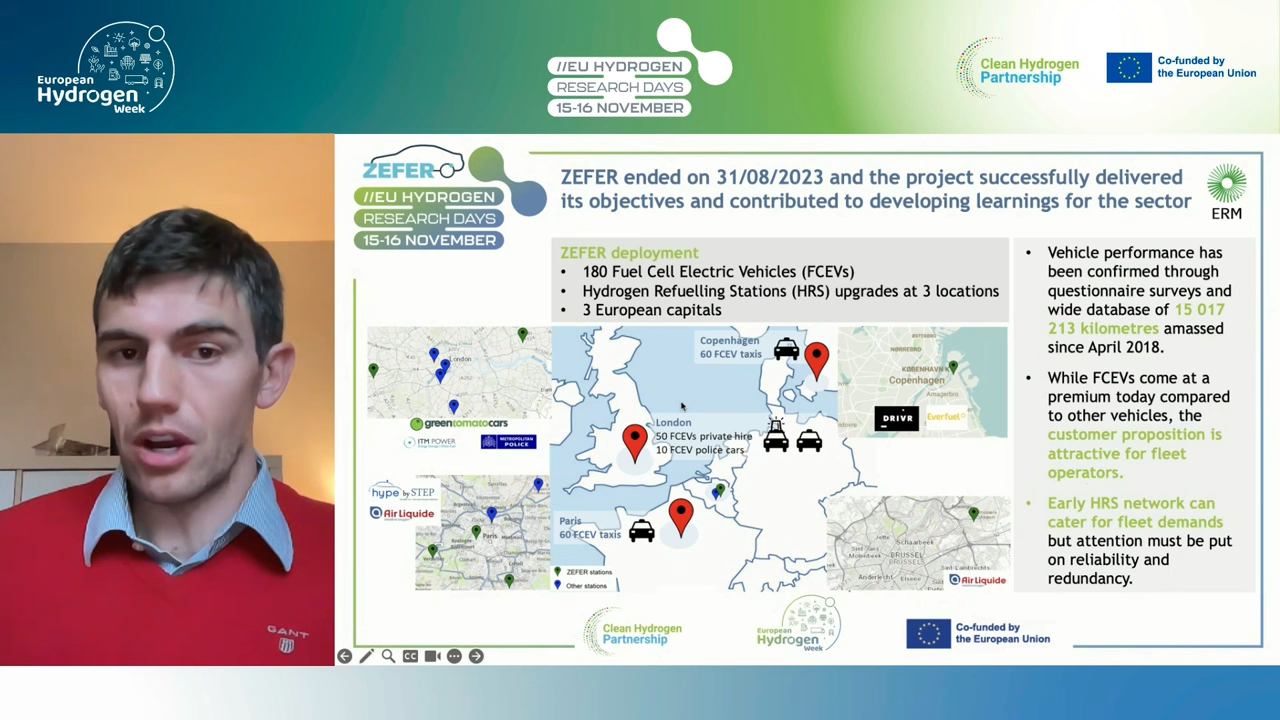 European
Hydrogen
Week
//EU HYDROGEN
RESEARCH DAYS
15-16 NOVEMBER
Clean Hydrogen
Partnership
Co-funded by
the European Union
ZEFER
//EU HYDROGEN
RESEARCH DAYS
15-16 NOVEMBER
ZEFER ended on 31/08/2023 and the project successfully delivered
its objectives and contributed to developing learnings for the sector
ERM
ZEFER deployment
• 180 Fuel Cell Electric Vehicles (FCEVs)
• Hydrogen Refuelling Stations (HRS) upgrades at 3 locations
• 3 European capitals
London
greentomatocars
ITM POWER
METROPOLITAN
POLICE
hype by STEP
Air Liquide
Paris
Copenhagen
60 FCEV taxis
London
50 FCEVs private hire
10 FCEV police cars
Paris
60 FCEV taxis
ZEFER stations
Other stations
NØRREBRO
KØBENHAVN K
Copenhagen
Amagerbro
DRIVR
Everfuel
Schaarbeek
BRUSSEL
Anderlecht
Air Liquide
• Vehicle performance has
been confirmed through
questionnaire surveys and
wide database of 15 017
213 kilometres amassed
since April 2018.
• While FCEVs come at a
premium today compared
to other vehicles, the
customer proposition is
attractive for fleet
operators.
• Early HRS network can
cater for fleet demands
but attention must be put
on reliability and
redundancy.
GANT
Clean Hydrogen
Partnership
European
Hydrogen
Week
Co-funded by
the European Union
CC